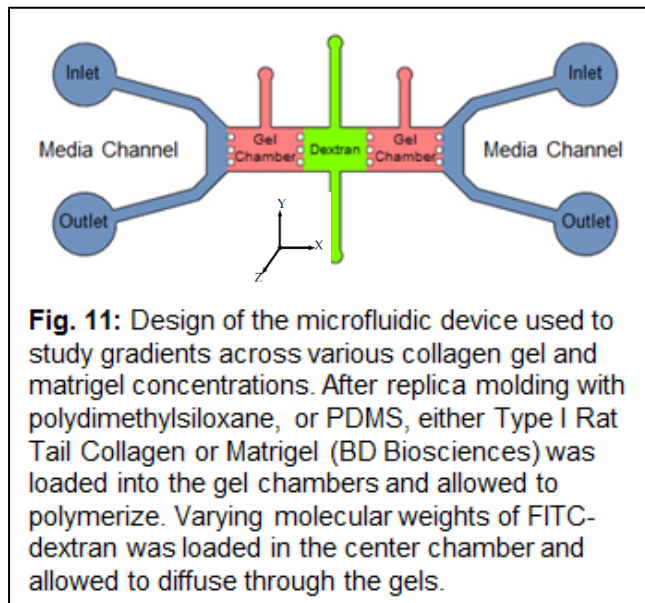 Inlet
Inlet
Gel
Chamber
Dextran
Gel
Chamber
Media Channel
Media Channel
Outlet
Outlet
Y
X
Z
Fig. 11: Design of the microfluidic device used to
study gradients across various collagen gel and
matrigel concentrations. After replica molding with
polydimethylsiloxane, or PDMS, either Type I Rat
Tail Collagen or Matrigel (BD Biosciences) was
loaded into the gel chambers and allowed to
polymerize. Varying molecular weights of FITC-
dextran was loaded in the center chamber and
allowed to diffuse through the gels.